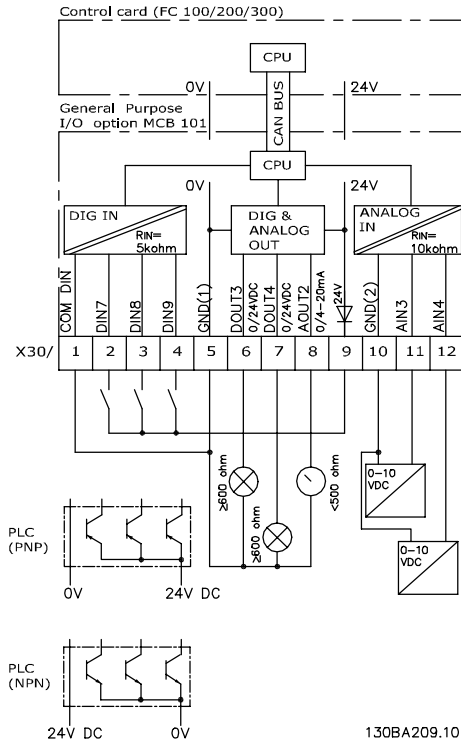 Control card (FC 100/200/300)
CPU
0V
24V
CAN BUS
General Purpose
I/O option MCB 101
CPU
0V
24V
DIG IN
RIN=
5kohm
DIG &
ANALOG
OUT
ANALOG
IN
RIN=
10kohm
COM DIN
DIN7
DIN8
DIN9
GND(1)
DOUT3
0/24VDC
DOUT4
0/24VDC
AOUT2
0/4-20mA
24V
GND(2)
AIN3
AIN4
X30/ 1 2 3 4 5 6 7 8 9 10 11 12
≥600 ohm
≥600 ohm
<500 ohm
0-10
VDC
0-10
VDC
PLC
(PNP)
0V
24V DC
PLC
(NPN)
24V DC
0V
130BA209.10